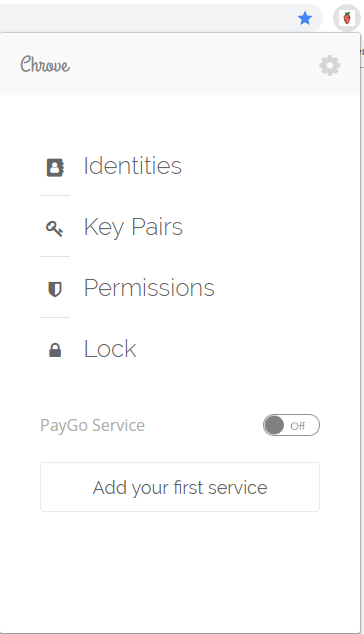 Chrove
Identities
Key Pairs
Permissions
Lock
PayGo Service
Off
Add your first service